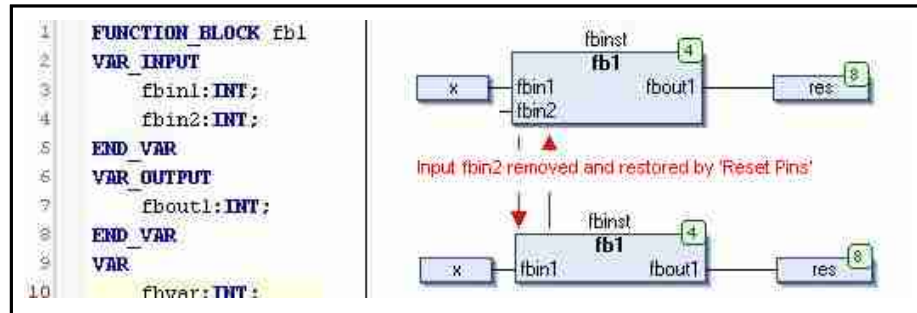 1 FUNCTION_BLOCK fb1
2 VAR_INPUT
3 fbin1:INT;
4 fbin2:INT;
5 END_VAR
6 VAR_OUTPUT
7 fbout1:INT;
8 END_VAR
9 VAR
10 fbvar:INT;
fbinst
4
fb1
x fbin1 fbout1 res 8
fbin2
Input fbin2 removed and restored by 'Reset Pins'
fbinst
4
fb1
x fbin1 fbout1 res 8